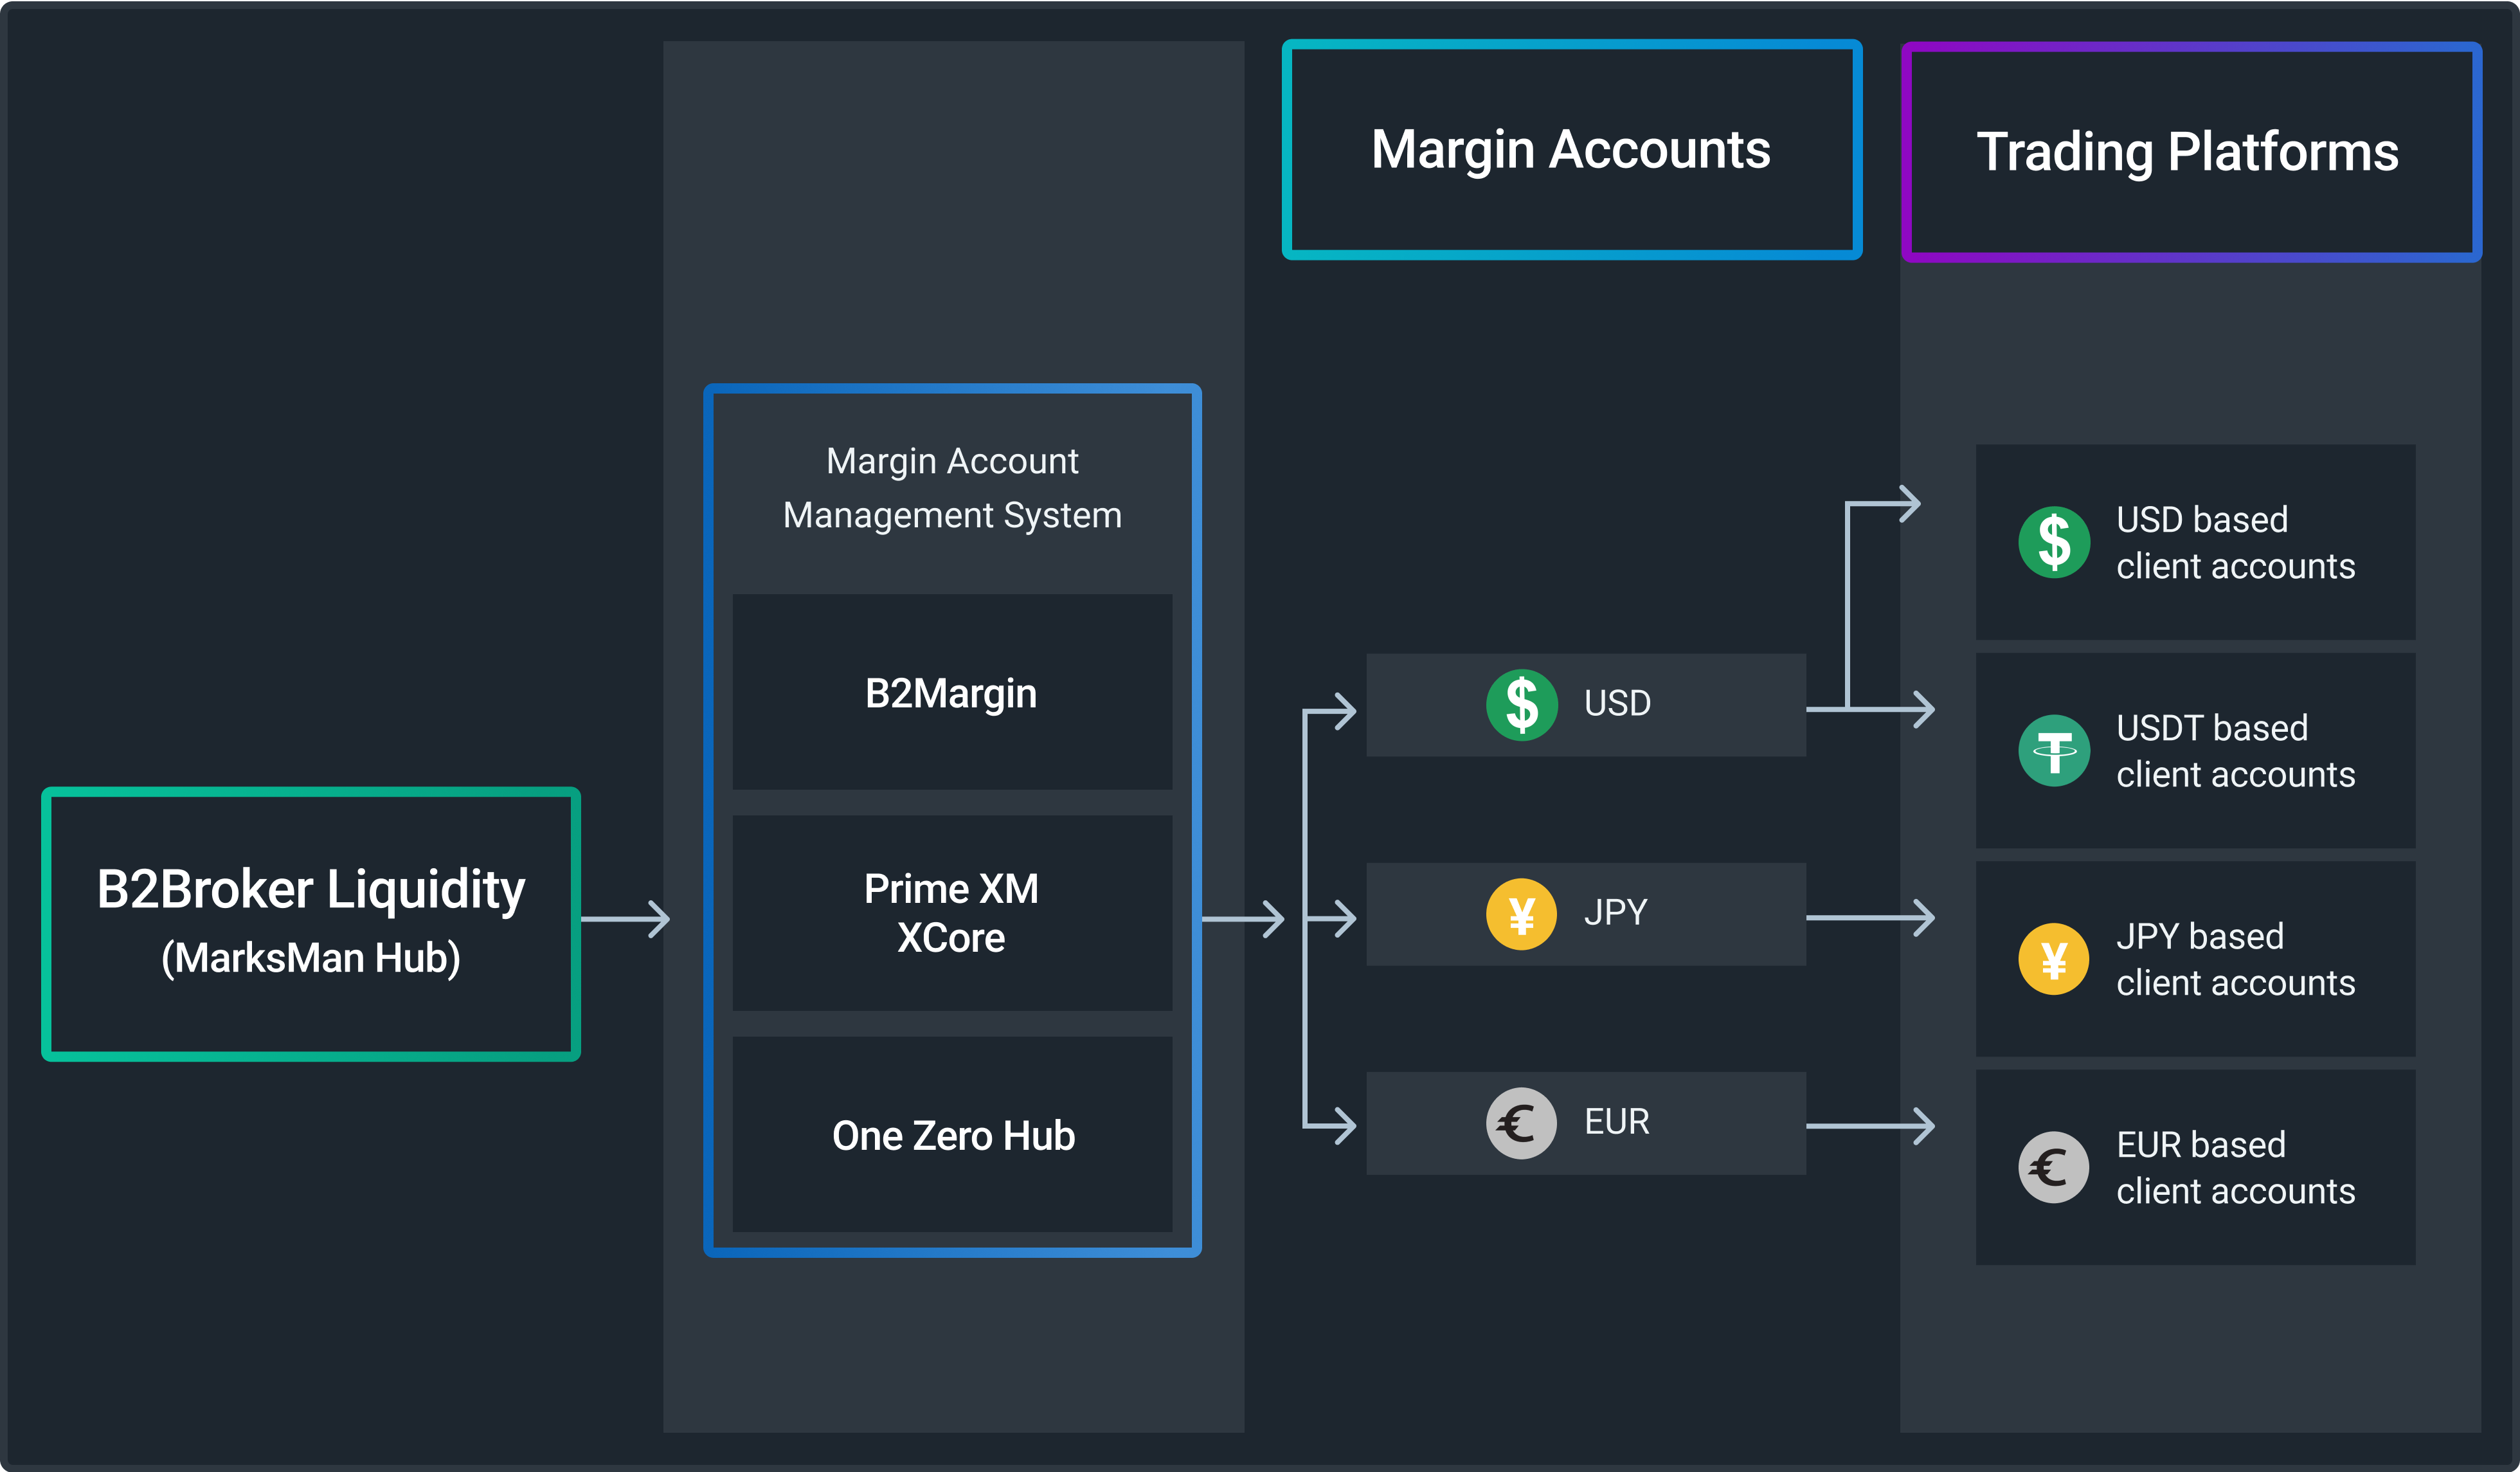 Margin Accounts
Trading Platforms
B2Broker Liquidity
(MarksMan Hub)
Margin Account
Management System
B2Margin
Prime XM
XCore
One Zero Hub
$ USD
¥ JPY
€ EUR
$ USD based
client accounts
USDT based
client accounts
¥ JPY based
client accounts
€ EUR based
client accounts